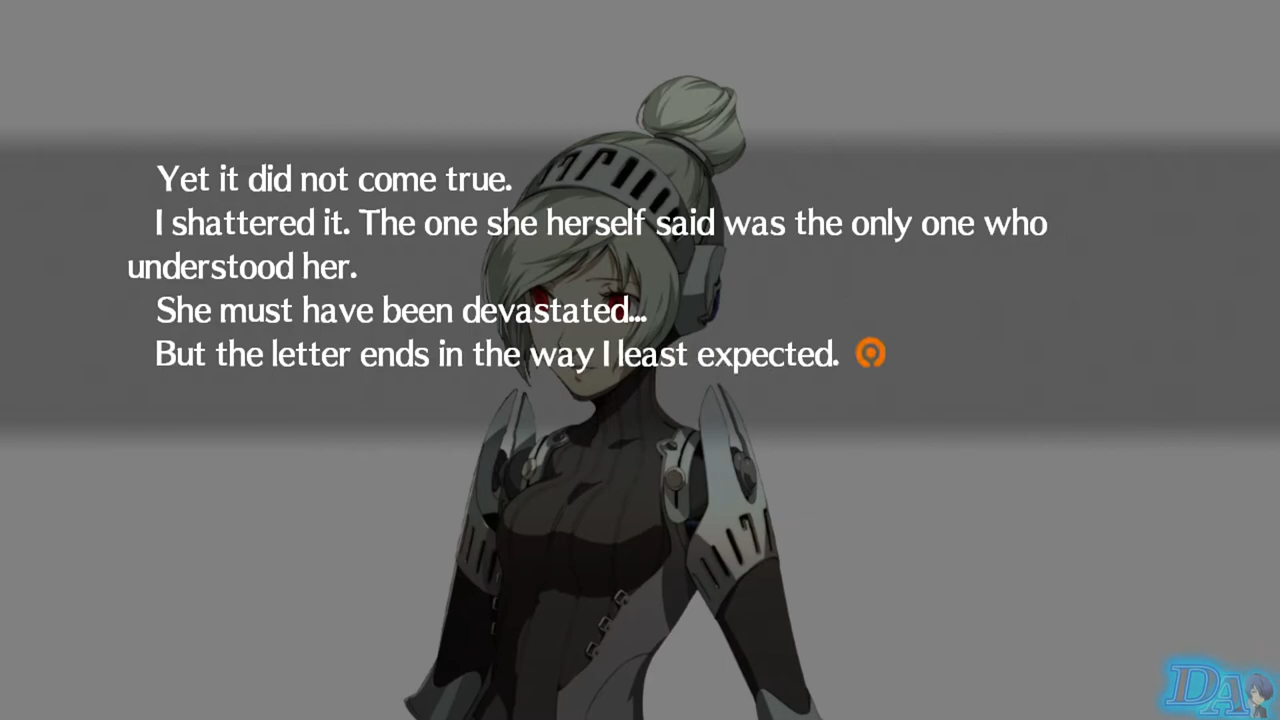 Yet it did not come true.
I shattered it. The one she herself said was the only one who
understood her.
She must have been devastated...
But the letter ends in the way I least expected.
DA